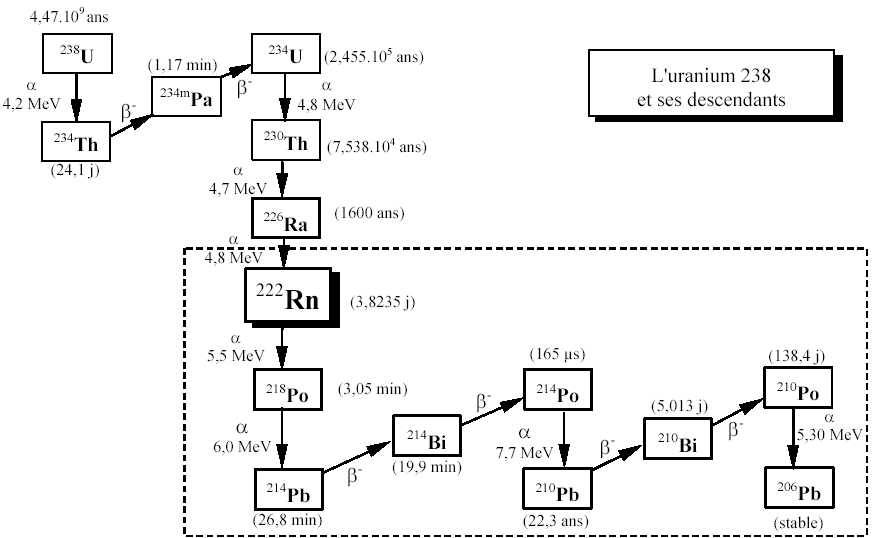 4,47.10⁹ ans
²³⁸U
(1,17 min)
²³⁴U
(2,455.10⁵ ans)
L'uranium 238
et ses descendants
α
4,2 MeV
β⁻
²³⁴ᵐPa
β⁻
α
4,8 MeV
²³⁴Th
(24,1 j)
²³⁰Th
(7,538.10⁴ ans)
α
4,7 MeV
²²⁶Ra
(1600 ans)
α
4,8 MeV
²²²Rn
(3,8235 j)
α
5,5 MeV
(165 µs)
(138,4 j)
²¹⁸Po
(3,05 min)
β⁻
²¹⁴Po
(5,013 j)
²¹⁰Po
α
6,0 MeV
²¹⁴Bi
(19,9 min)
α
7,7 MeV
β⁻
²¹⁰Bi
β⁻
α
5,30 MeV
²¹⁴Pb
(26,8 min)
β⁻
²¹⁰Pb
(22,3 ans)
²⁰⁶Pb
(stable)